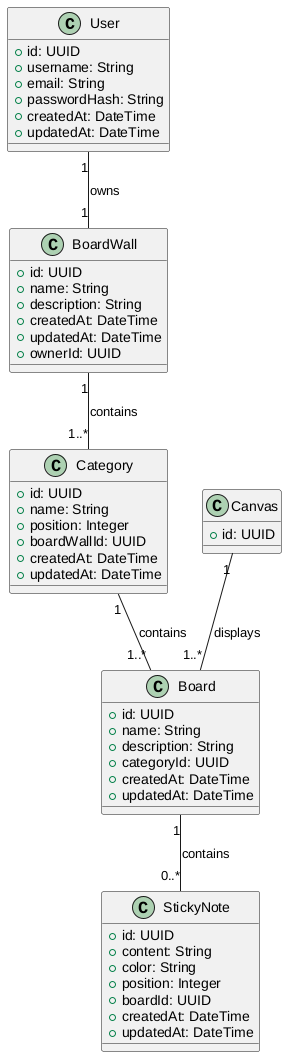 C User
id: UUID
username: String
email: String
passwordHash: String
createdAt: DateTime
updatedAt: DateTime
1
owns
1
C BoardWall
id: UUID
name: String
description: String
createdAt: DateTime
updatedAt: DateTime
ownerId: UUID
1
contains
1..*
C Category
id: UUID
name: String
position: Integer
boardWallId: UUID
createdAt: DateTime
updatedAt: DateTime
C Canvas
id: UUID
1
contains
1..*
1
displays
1..*
C Board
id: UUID
name: String
description: String
categoryId: UUID
createdAt: DateTime
updatedAt: DateTime
1
contains
0..*
C StickyNote
id: UUID
content: String
color: String
position: Integer
boardId: UUID
createdAt: DateTime
updatedAt: DateTime